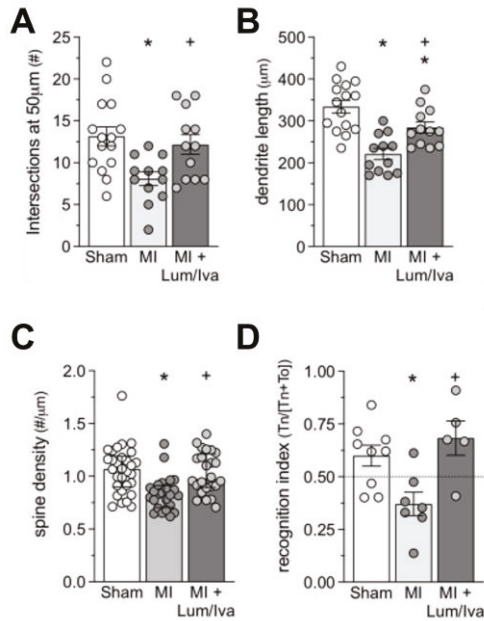 A
Intersections at 50μm (#)
25
20
15
10
5
0
* +
Sham MI MI +
Lum/Iva
B
dendrite length (μm)
500
400
300
200
100
0
* +
*
Sham MI MI +
Lum/Iva
C
spine density (#/μm)
2.0
1.5
1.0
0.5
0.0
* +
Sham MI MI +
Lum/Iva
D
recognition index (Tn/[Tn+To])
1.00
0.75
0.50
0.25
0.00
* +
Sham MI MI +
Lum/Iva